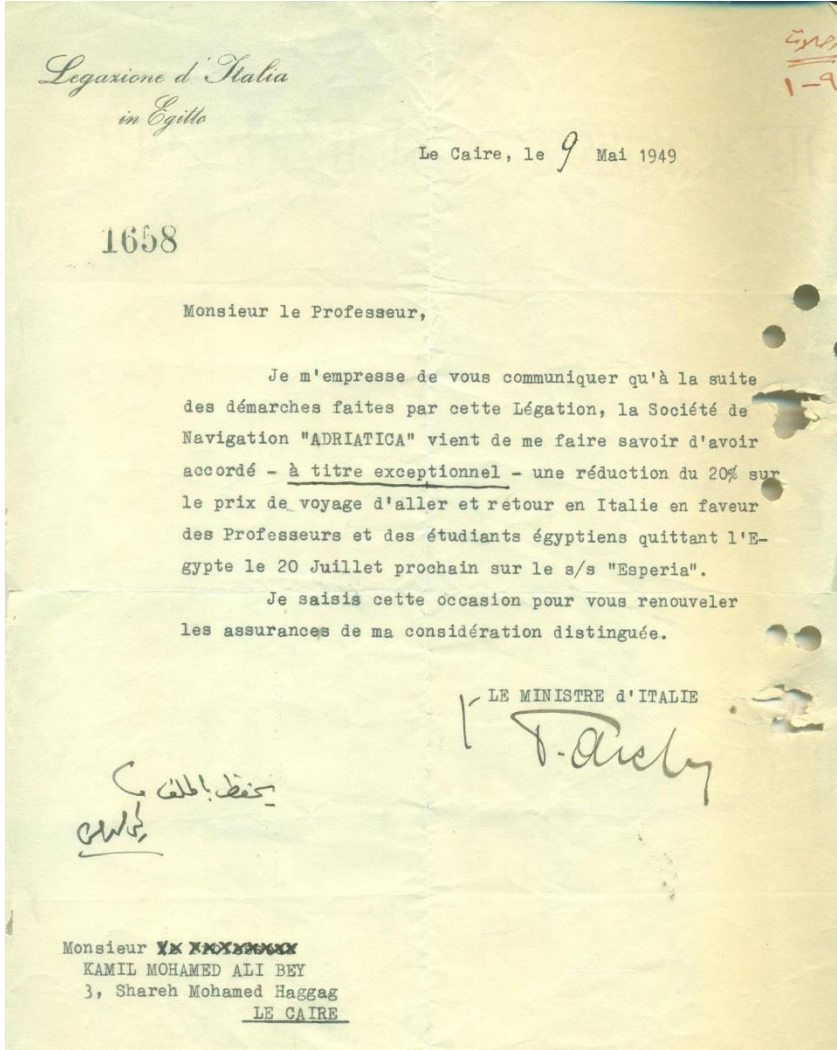 Legazione d'Italia
in Egitto
١-٩
Le Caire, le 9 Mai 1949
1658
Monsieur le Professeur,
Je m'empresse de vous communiquer qu'à la suite
des démarches faites par cette Légation, la Société de
Navigation "ADRIATICA" vient de me faire savoir d'avoir
accordé - à titre exceptionnel - une réduction du 20% sur
le prix de voyage d'aller et retour en Italie en faveur
des Professeurs et des étudiants égyptiens quittant l'E-
gypte le 20 Juillet prochain sur le s/s "Esperia".
Je saisis cette occasion pour vous renouveler
les assurances de ma considération distinguée.
LE MINISTRE d'ITALIE
يحفظ بالملف
Monsieur
KAMIL MOHAMED ALI BEY
3, Shareh Mohamed Haggag
LE CAIRE